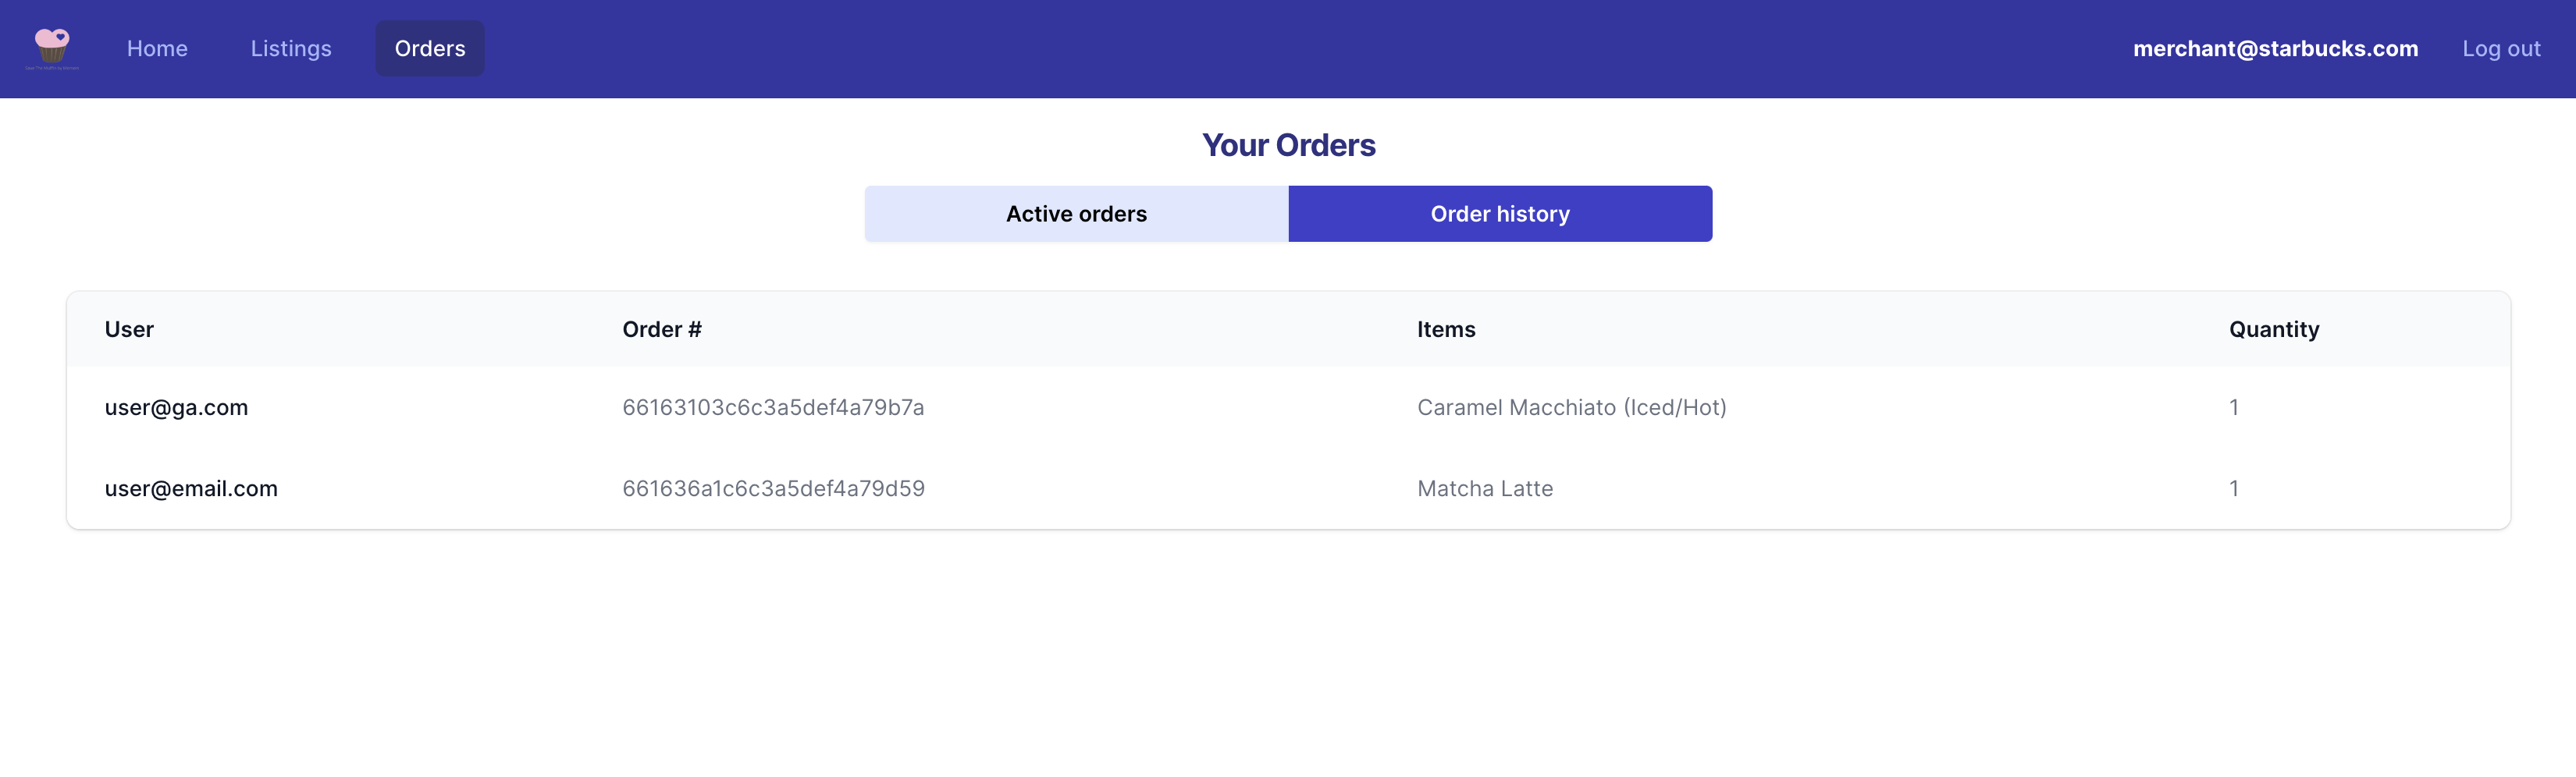 Home Listings Orders merchant@starbucks.com Log out
Your Orders
Active orders Order history
User Order # Items Quantity
user@ga.com 66163103c6c3a5def4a79b7a Caramel Macchiato (Iced/Hot) 1
user@email.com 661636a1c6c3a5def4a79d59 Matcha Latte 1